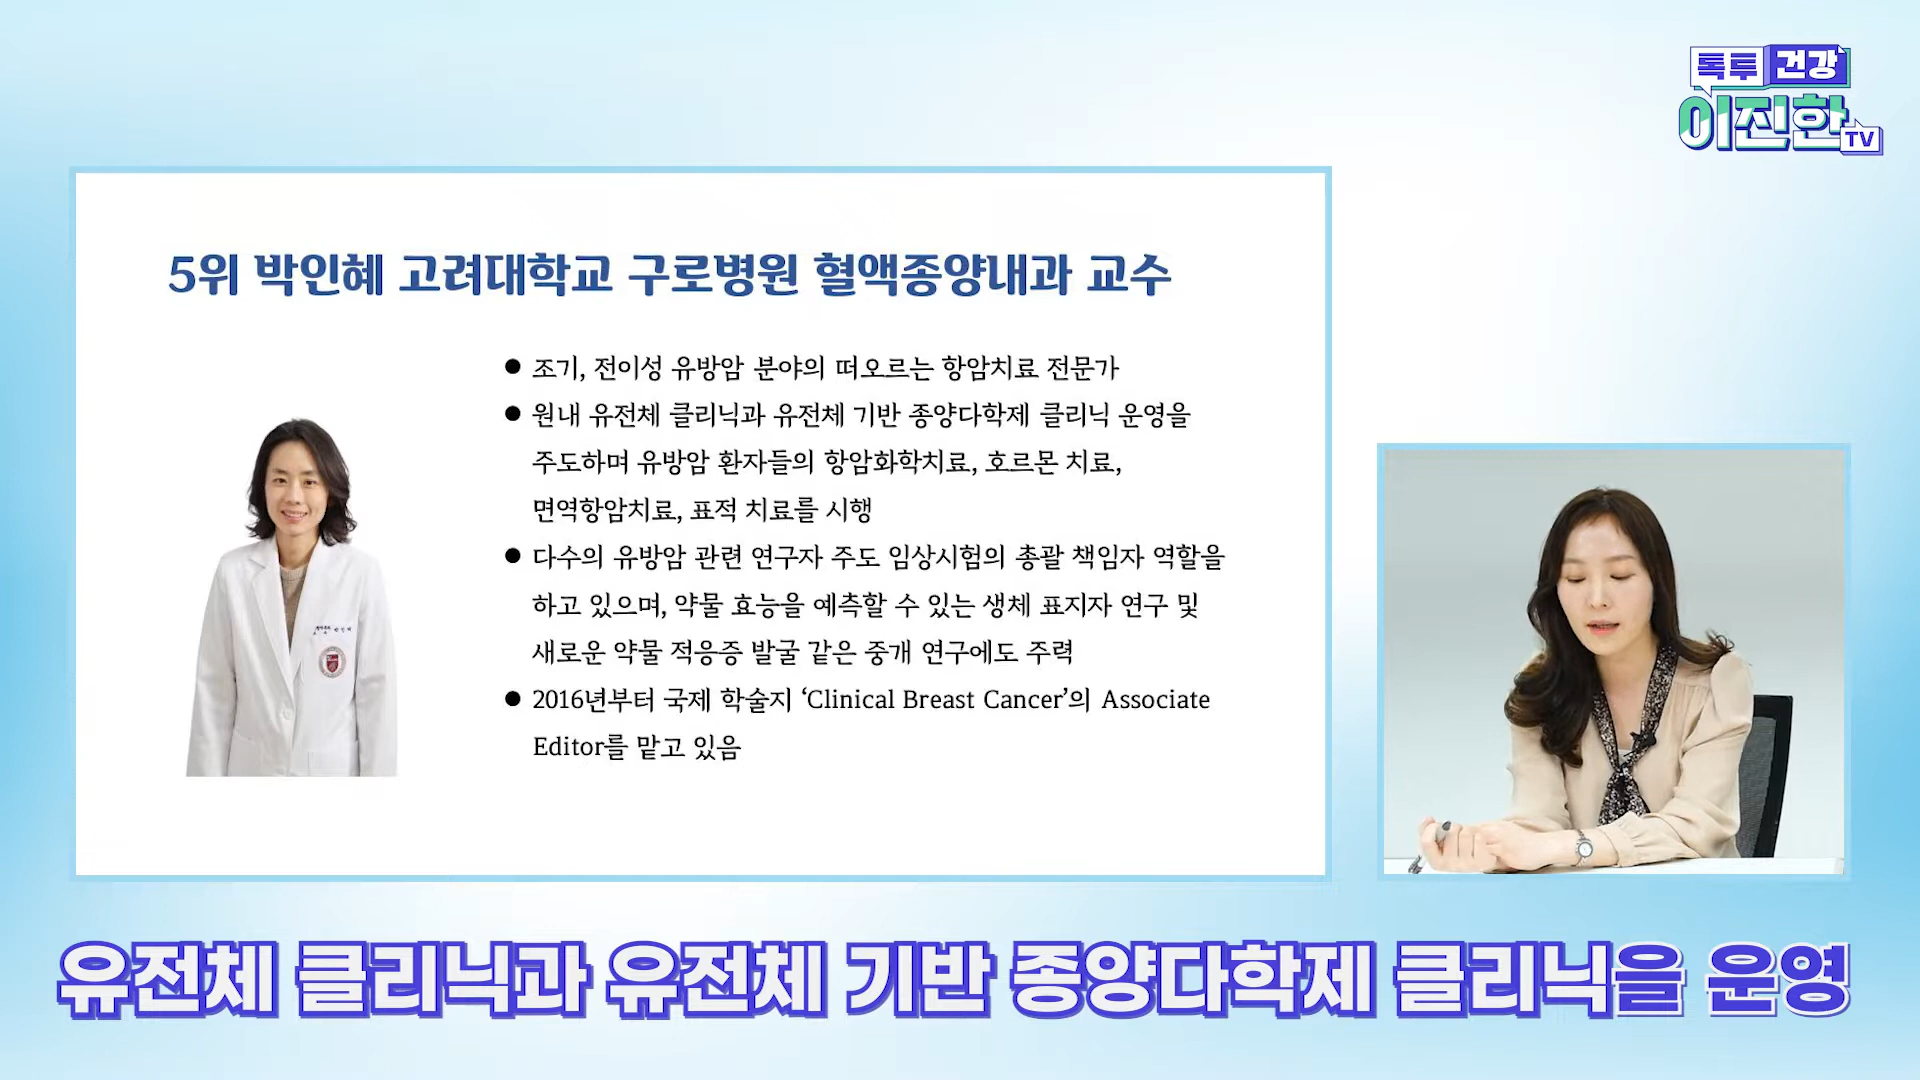 톡투건강
이진한TV
5위 박인혜 고려대학교 구로병원 혈액종양내과 교수
● 조기, 전이성 유방암 분야의 떠오르는 항암치료 전문가
● 원내 유전체 클리닉과 유전체 기반 종양다학제 클리닉 운영을
주도하며 유방암 환자들의 항암화학치료, 호르몬 치료,
면역항암치료, 표적 치료를 시행
● 다수의 유방암 관련 연구자 주도 임상시험의 총괄 책임자 역할을
하고 있으며, 약물 효능을 예측할 수 있는 생체 표지자 연구 및
새로운 약물 적응증 발굴 같은 중개 연구에도 주력
● 2016년부터 국제 학술지 ‘Clinical Breast Cancer’의 Associate
Editor를 맡고 있음
유전체 클리닉과 유전체 기반 종양다학제 클리닉을 운영